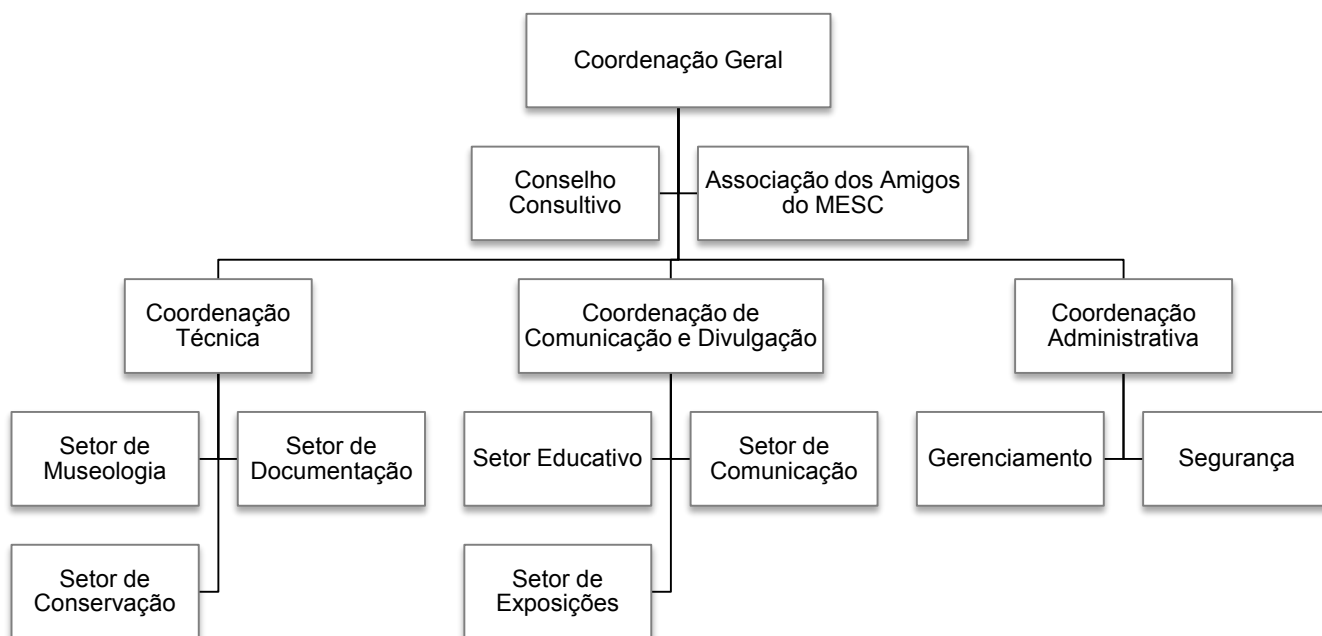 Coordenação Geral
Conselho
Consultivo
Associação dos Amigos
do MESC
Coordenação
Técnica
Coordenação de
Comunicação e Divulgação
Coordenação
Administrativa
Setor de
Museologia
Setor de
Documentação
Setor Educativo
Setor de
Comunicação
Gerenciamento
Segurança
Setor de
Conservação
Setor de
Exposições